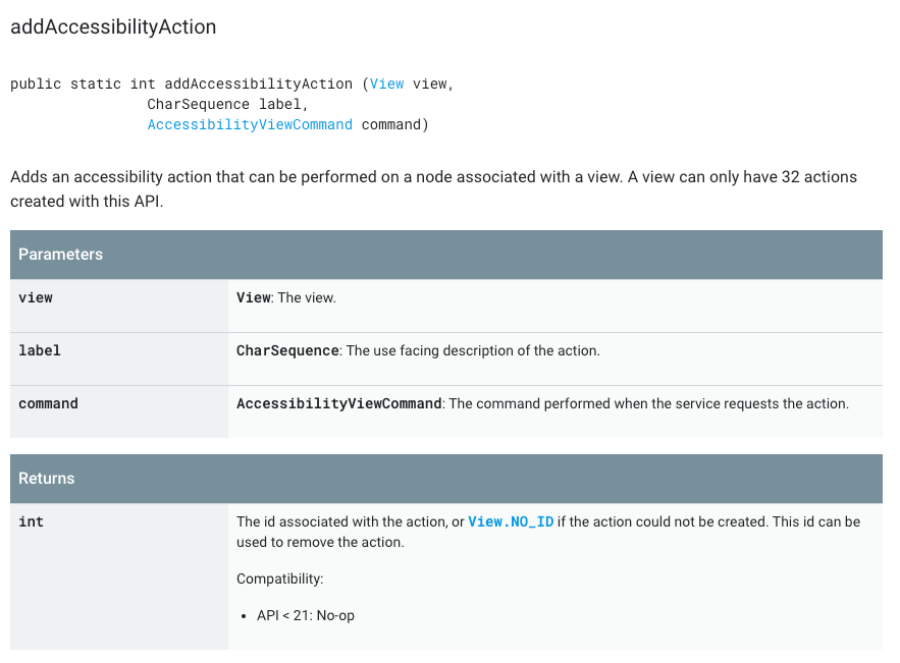 addAccessibilityAction
public static int addAccessibilityAction (View view,
CharSequence label,
AccessibilityViewCommand command)
Adds an accessibility action that can be performed on a node associated with a view. A view can only have 32 actions
created with this API.
Parameters
view View: The view.
label CharSequence: The use facing description of the action.
command AccessibilityViewCommand: The command performed when the service requests the action.
Returns
int The id associated with the action, or View.NO_ID if the action could not be created. This id can be
used to remove the action.
Compatibility:
• API < 21: No-op